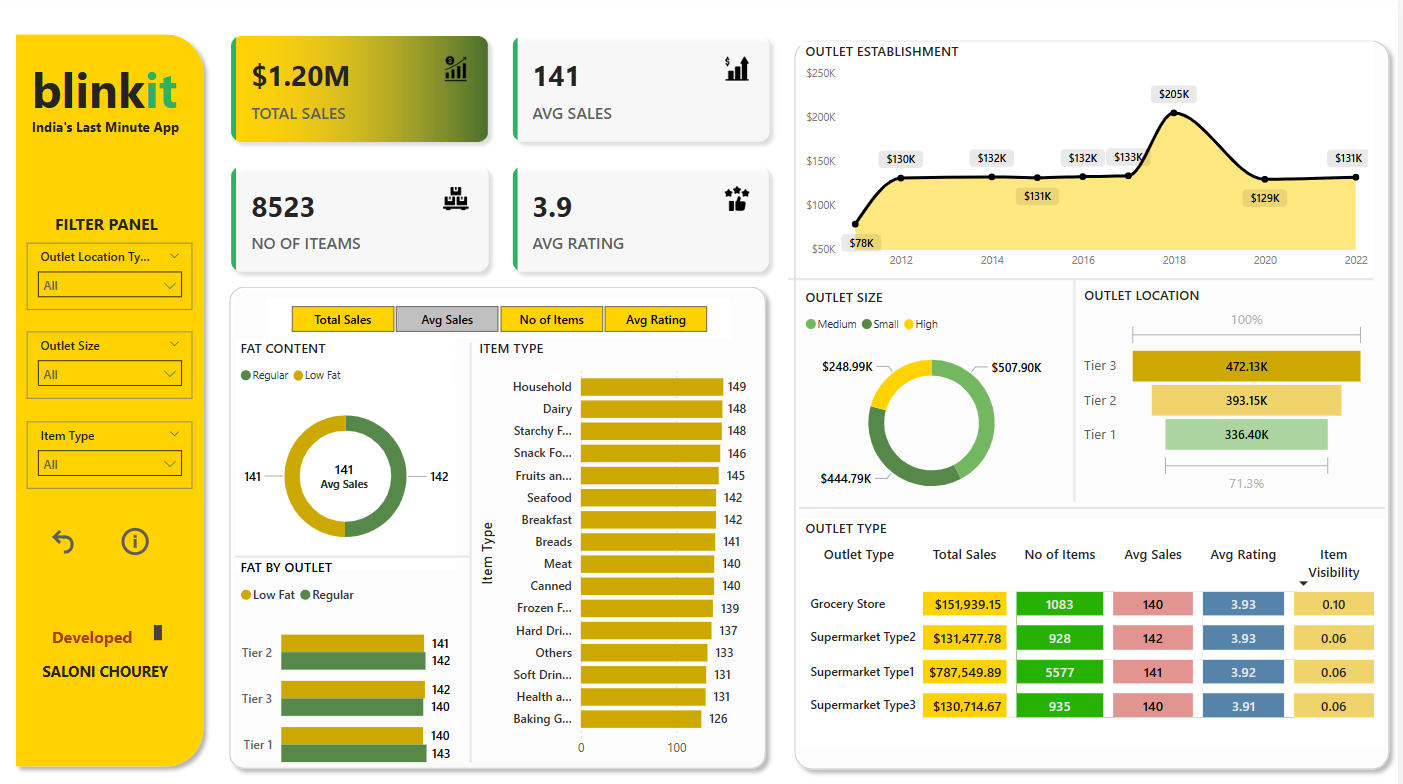 blinkit
India's Last Minute App
FILTER PANEL
Outlet Location Ty...
All
Outlet Size
All
Item Type
All
Developed
SALONI CHOUREY
$1.20M
TOTAL SALES
141
AVG SALES
8523
NO OF ITEAMS
3.9
AVG RATING
Total Sales
Avg Sales
No of Items
Avg Rating
FAT CONTENT
Regular Low Fat
141
141
Avg Sales
142
FAT BY OUTLET
Low Fat Regular
Tier 2
141
142
Tier 3
142
140
Tier 1
140
143
ITEM TYPE
Item Type
Household 149
Dairy 148
Starchy F... 148
Snack Fo... 146
Fruits an... 145
Seafood 142
Breakfast 142
Breads 141
Meat 140
Canned 140
Frozen F... 139
Hard Dri... 137
Others 133
Soft Drin... 131
Health a... 131
Baking G... 126
0 100
OUTLET ESTABLISHMENT
$250K
$200K
$150K
$100K
$50K
$78K
$130K
$132K
$131K
$132K
$133K
$205K
$129K
$131K
2012 2014 2016 2018 2020 2022
OUTLET SIZE
Medium Small High
$248.99K
$507.90K
$444.79K
OUTLET LOCATION
100%
Tier 3 472.13K
Tier 2 393.15K
Tier 1 336.40K
71.3%
OUTLET TYPE
Outlet Type Total Sales No of Items Avg Sales Avg Rating Item
Visibility
Grocery Store $151,939.15 1083 140 3.93 0.10
Supermarket Type2 $131,477.78 928 142 3.93 0.06
Supermarket Type1 $787,549.89 5577 141 3.92 0.06
Supermarket Type3 $130,714.67 935 140 3.91 0.06